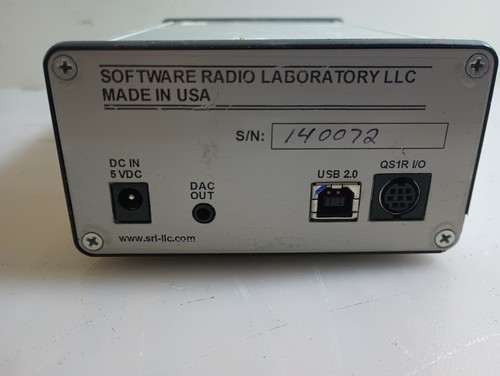 SOFTWARE RADIO LABORATORY LLC
MADE IN USA
S/N: 140072
DC IN
5 VDC
DAC
OUT
USB 2.0
QS1R I/O
www.srl-llc.com